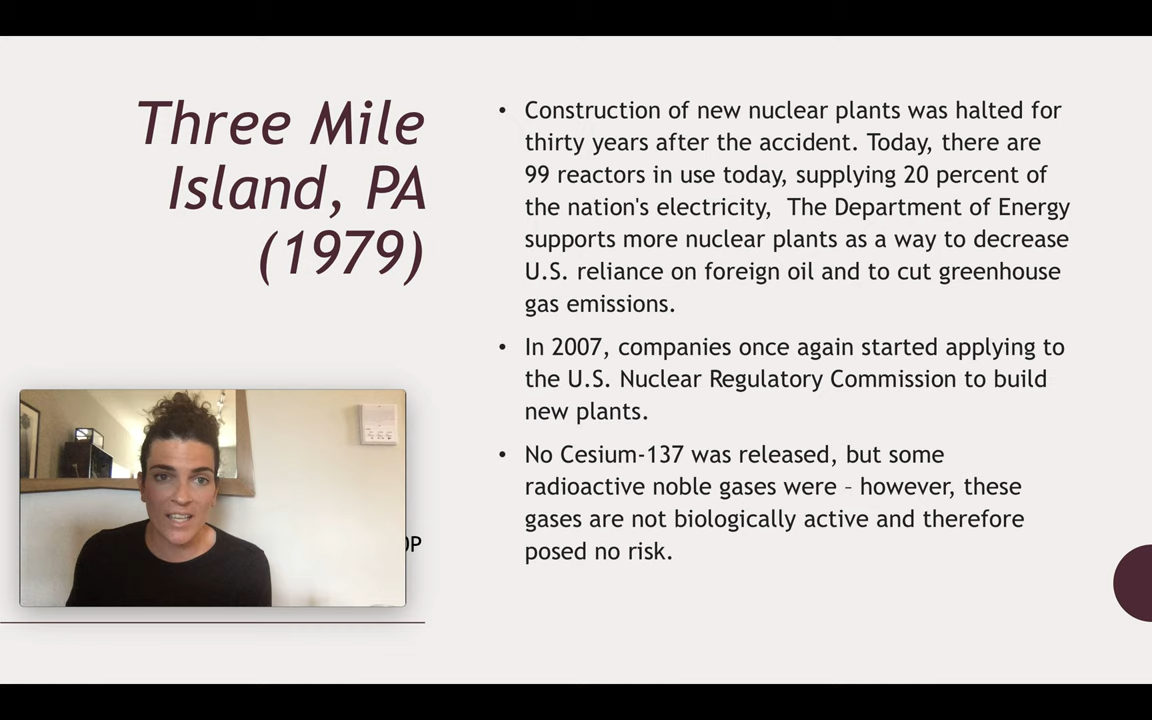 Three Mile
Island, PA
(1979)
• Construction of new nuclear plants was halted for
thirty years after the accident. Today, there are
99 reactors in use today, supplying 20 percent of
the nation's electricity,  The Department of Energy
supports more nuclear plants as a way to decrease
U.S. reliance on foreign oil and to cut greenhouse
gas emissions.
• In 2007, companies once again started applying to
the U.S. Nuclear Regulatory Commission to build
new plants.
• No Cesium-137 was released, but some
radioactive noble gases were – however, these
gases are not biologically active and therefore
posed no risk.